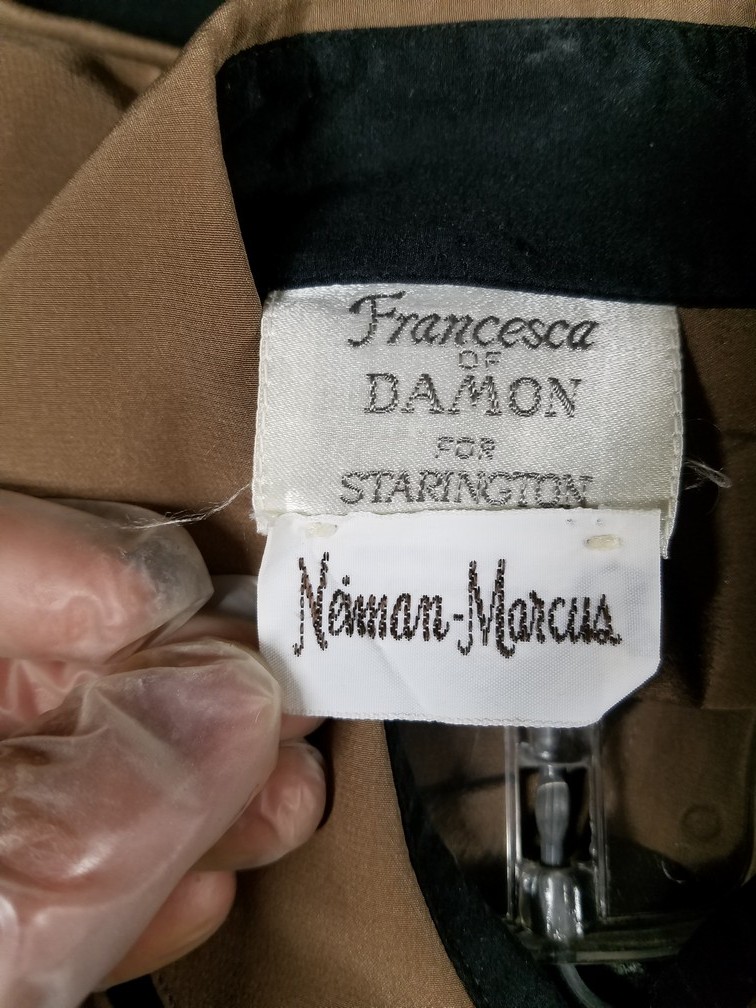 Francesca
OF
DAMON
FOR
STARINGTON
Neiman-Marcus